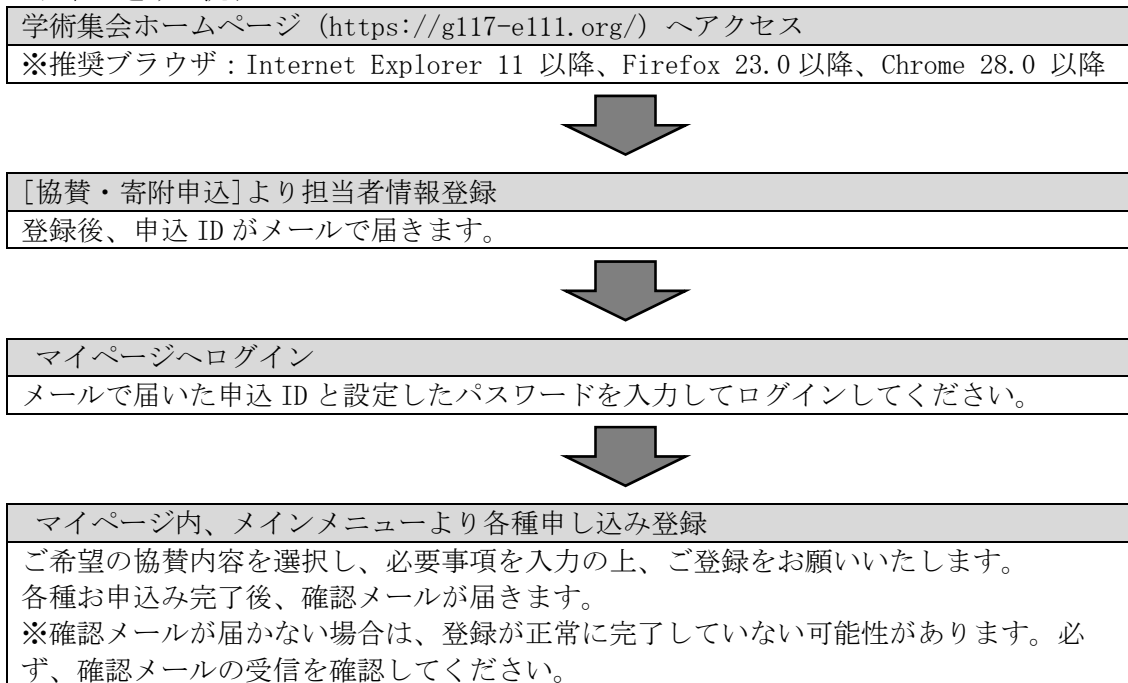 学術集会ホームページ (https://g117-e111.org/) へアクセス
※推奨ブラウザ：Internet Explorer 11 以降、Firefox 23.0 以降、Chrome 28.0 以降
[協賛・寄附申込]より担当者情報登録
登録後、申込 ID がメールで届きます。
マイページへログイン
メールで届いた申込 ID と設定したパスワードを入力してログインしてください。
マイページ内、メインメニューより各種申し込み登録
ご希望の協賛内容を選択し、必要事項を入力の上、ご登録をお願いいたします。
各種お申込み完了後、確認メールが届きます。
※確認メールが届かない場合は、登録が正常に完了していない可能性があります。必
ず、確認メールの受信を確認してください。